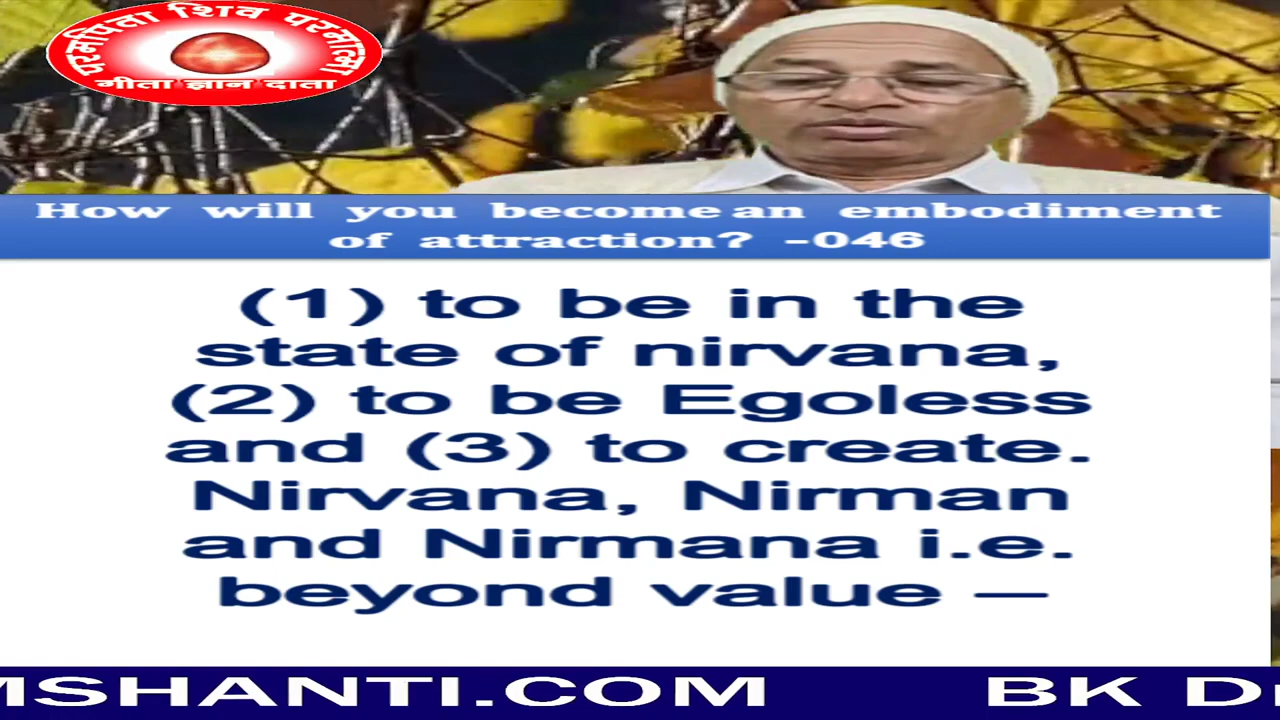 परमपिता शिव परमात्मा
गीता ज्ञान दाता
How will you become an embodiment
of attraction? -046
(1) to be in the
state of nirvana,
(2) to be Egoless
and (3) to create.
Nirvana, Nirman
and Nirmana i.e.
beyond value –
MSHANTI.COM BK D